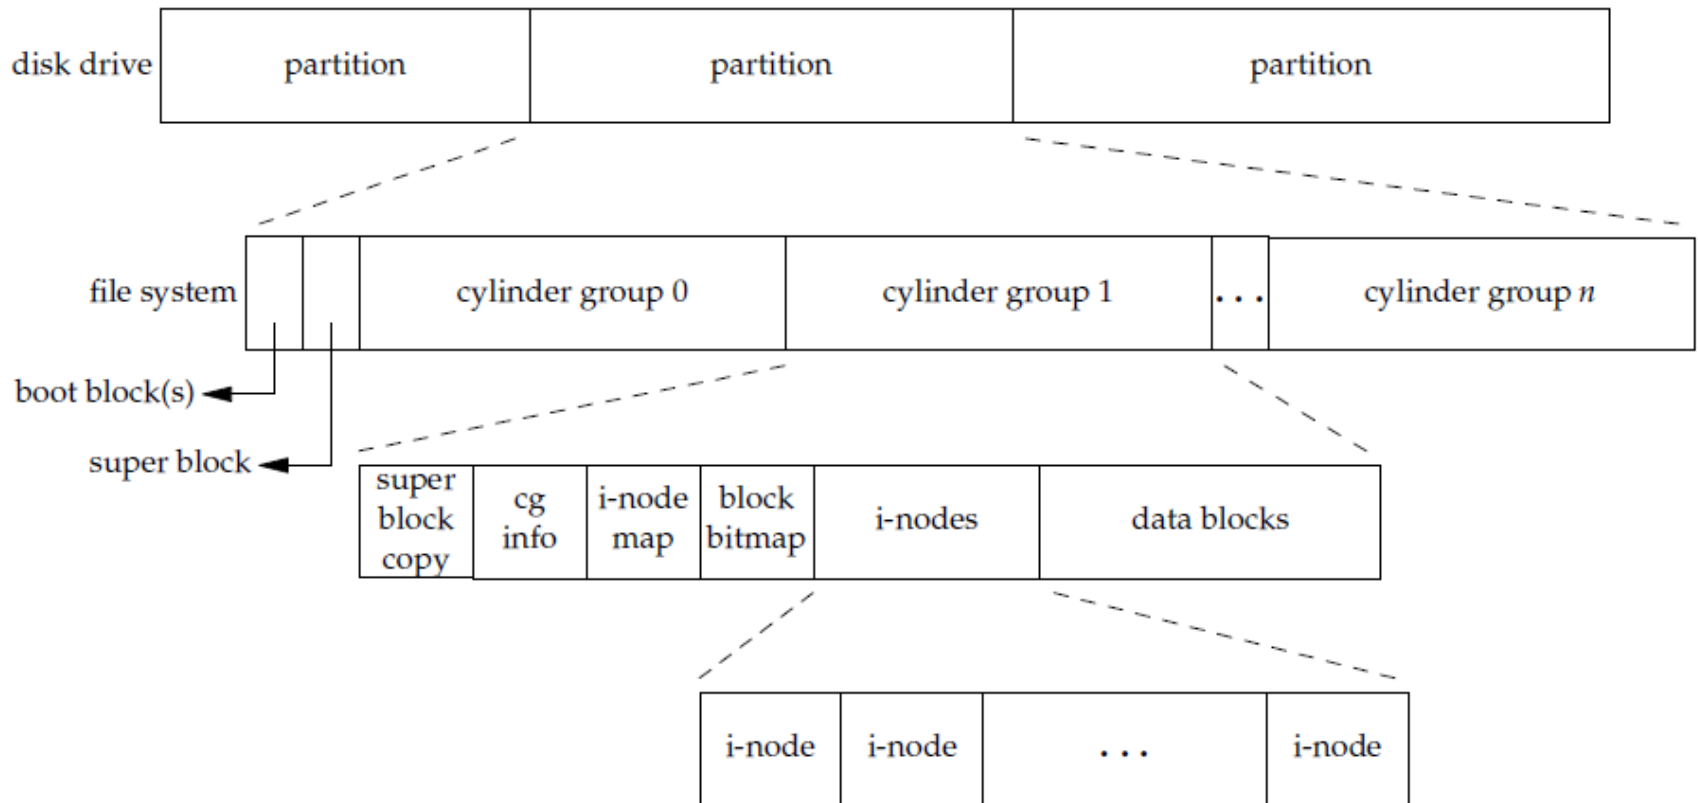 disk drive
partition
partition
partition
file system
cylinder group 0
cylinder group 1
...
cylinder group n
boot block(s)
super block
super
block
copy
cg
info
i-node
map
block
bitmap
i-nodes
data blocks
i-node
i-node
...
i-node